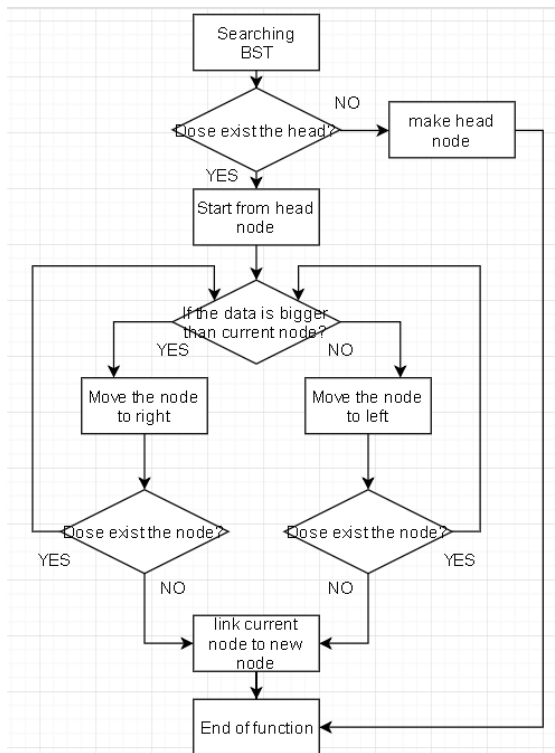 Searching
BST
Dose exist the head?
NO
make head
node
YES
Start from head
node
If the data is bigger
than current node?
YES
NO
Move the node
to right
Move the node
to left
Dose exist the node?
Dose exist the node?
YES
NO
NO
YES
link current
node to new
node
End of function